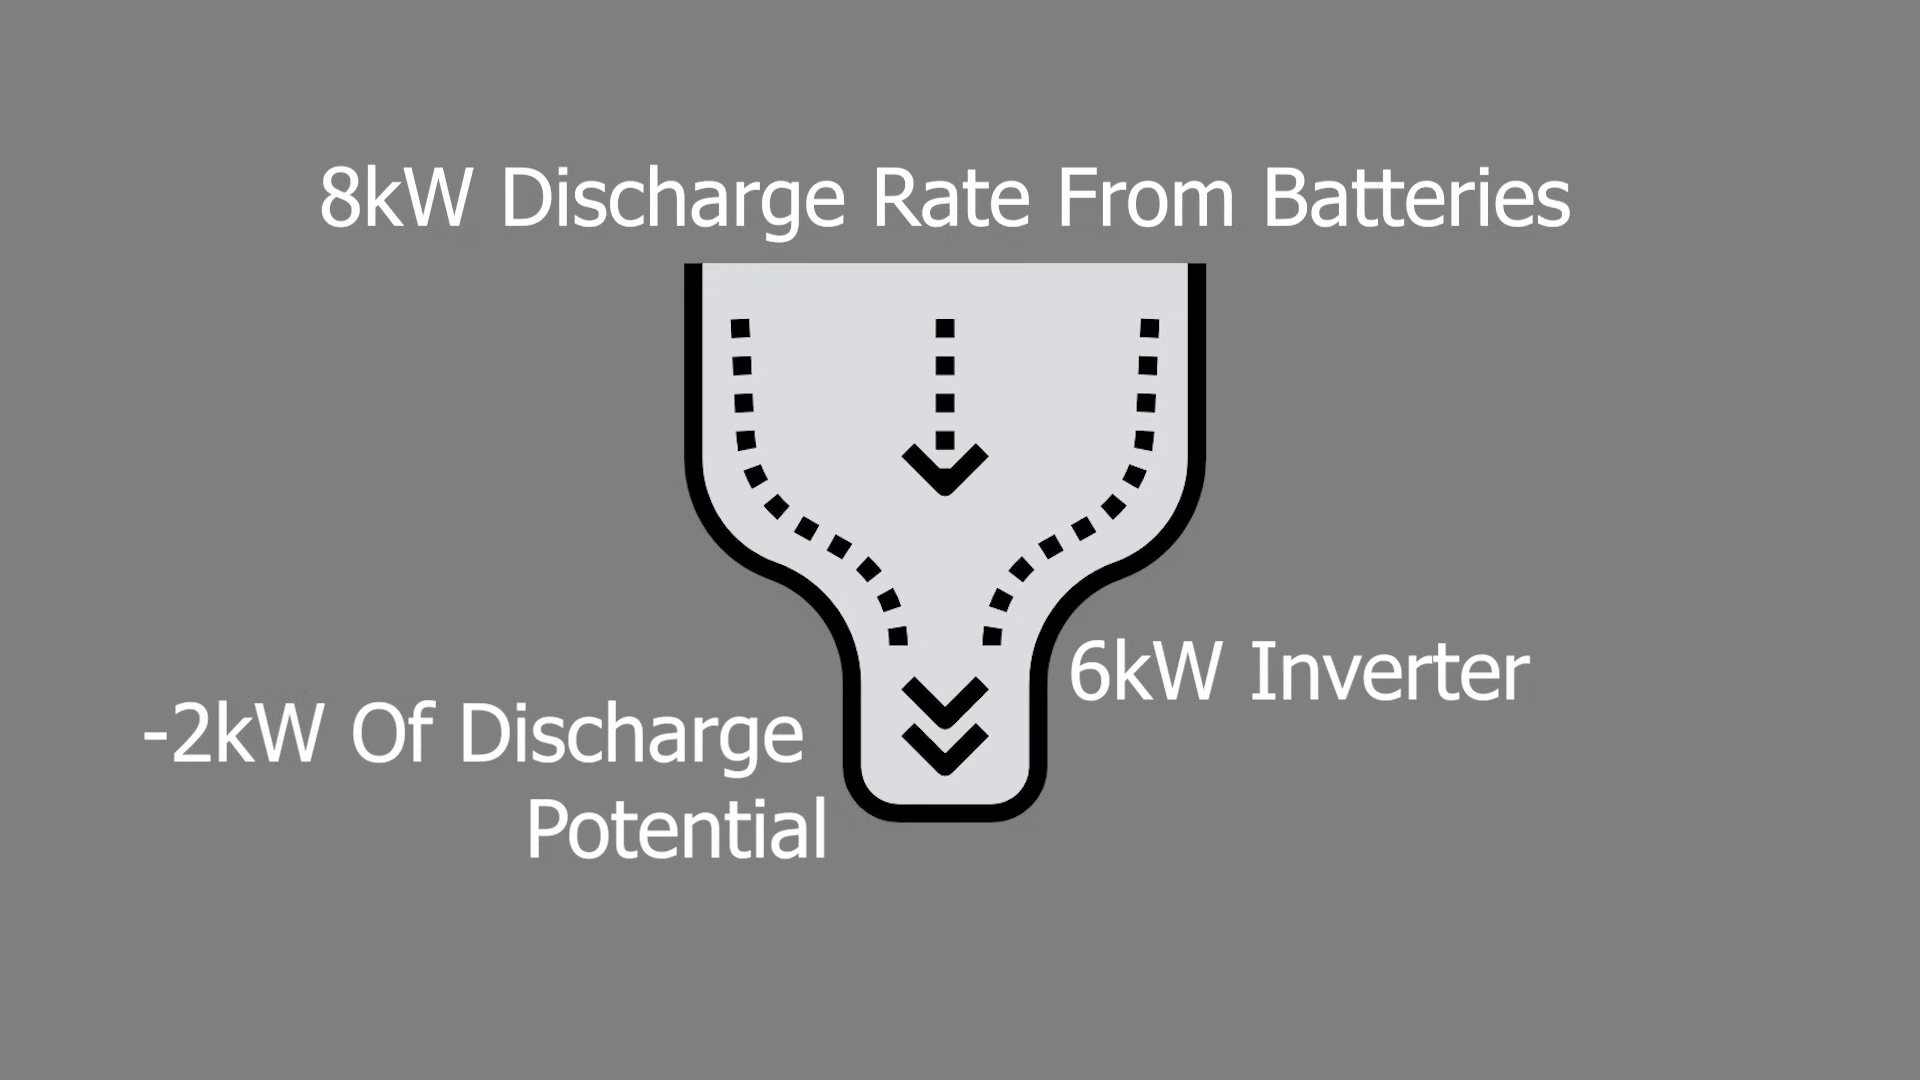 8kW Discharge Rate From Batteries
6kW Inverter
-2kW Of Discharge
Potential